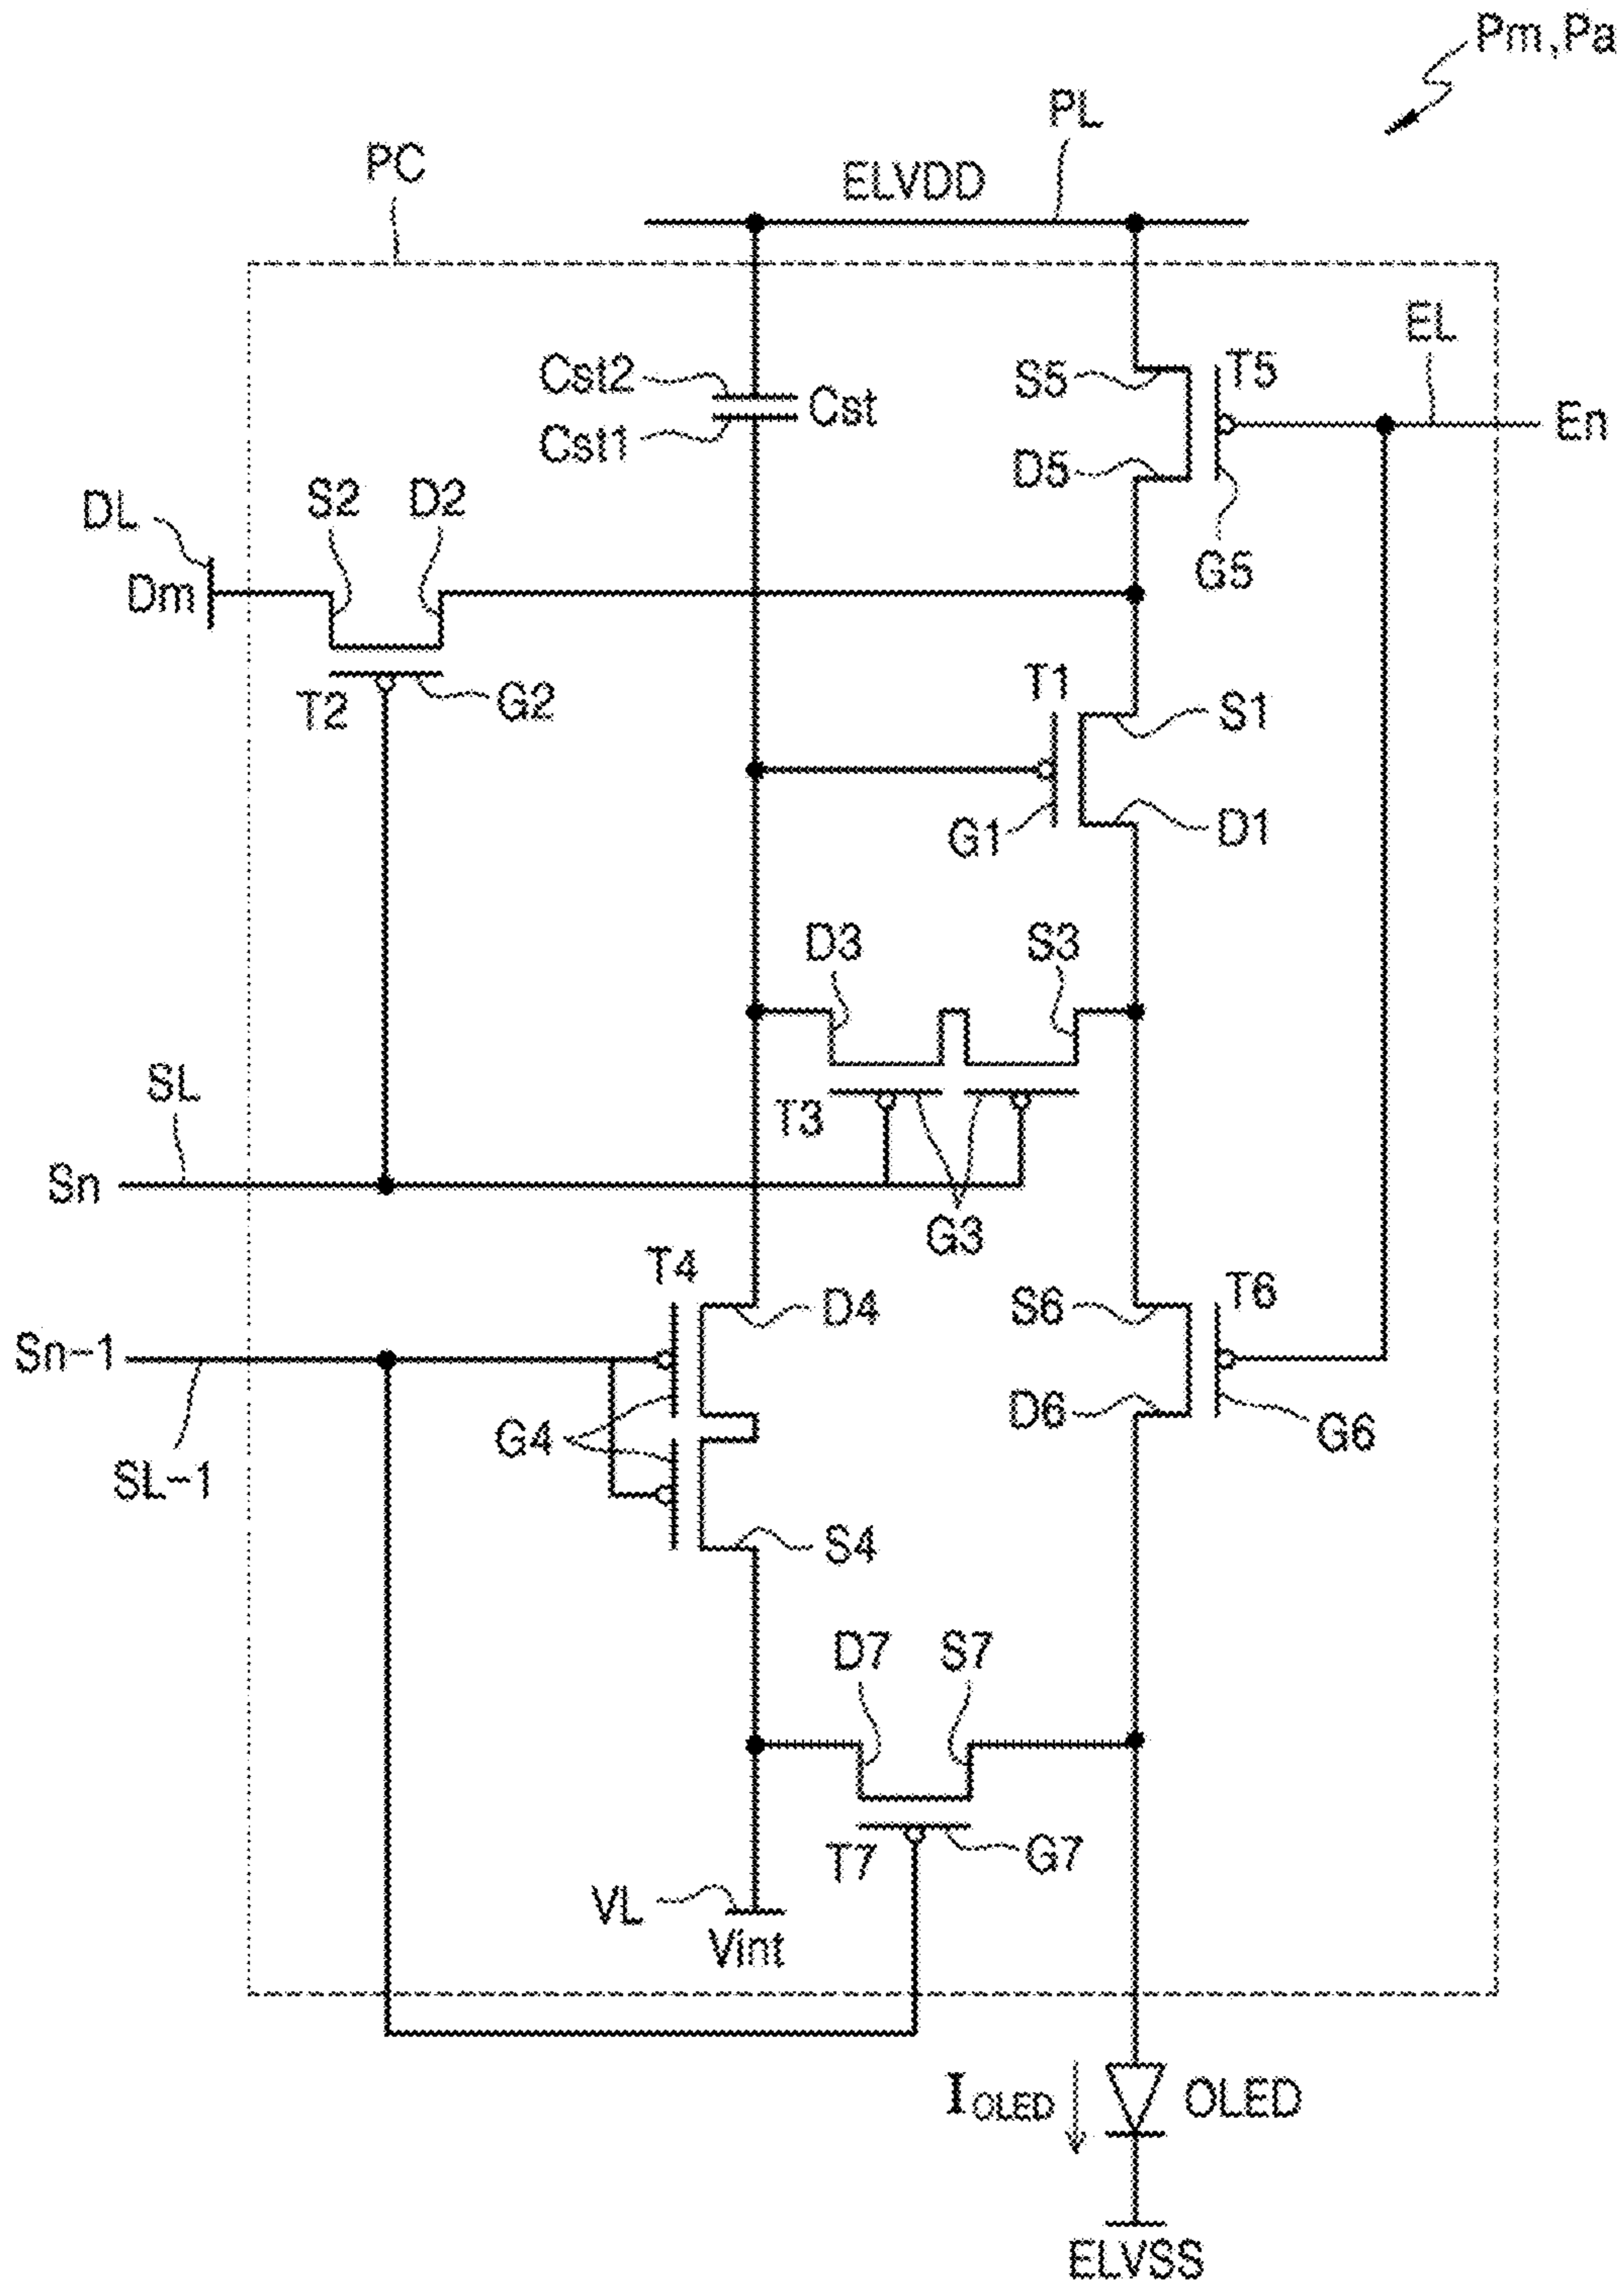 Pm,Pa
PL
PC
ELVDD
EL
Cst2
Cst
S5
T5
En
Cst1
D5
S2
D2
DL
Dm
G5
T2
G2
T1
S1
G1
D1
D3
S3
SL
T3
Sn
G3
T4
D4
S6
T6
Sn-1
D6
G4
G6
SL-1
S4
D7
S7
T7
G7
VL
Vint
IOLED
OLED
ELVSS